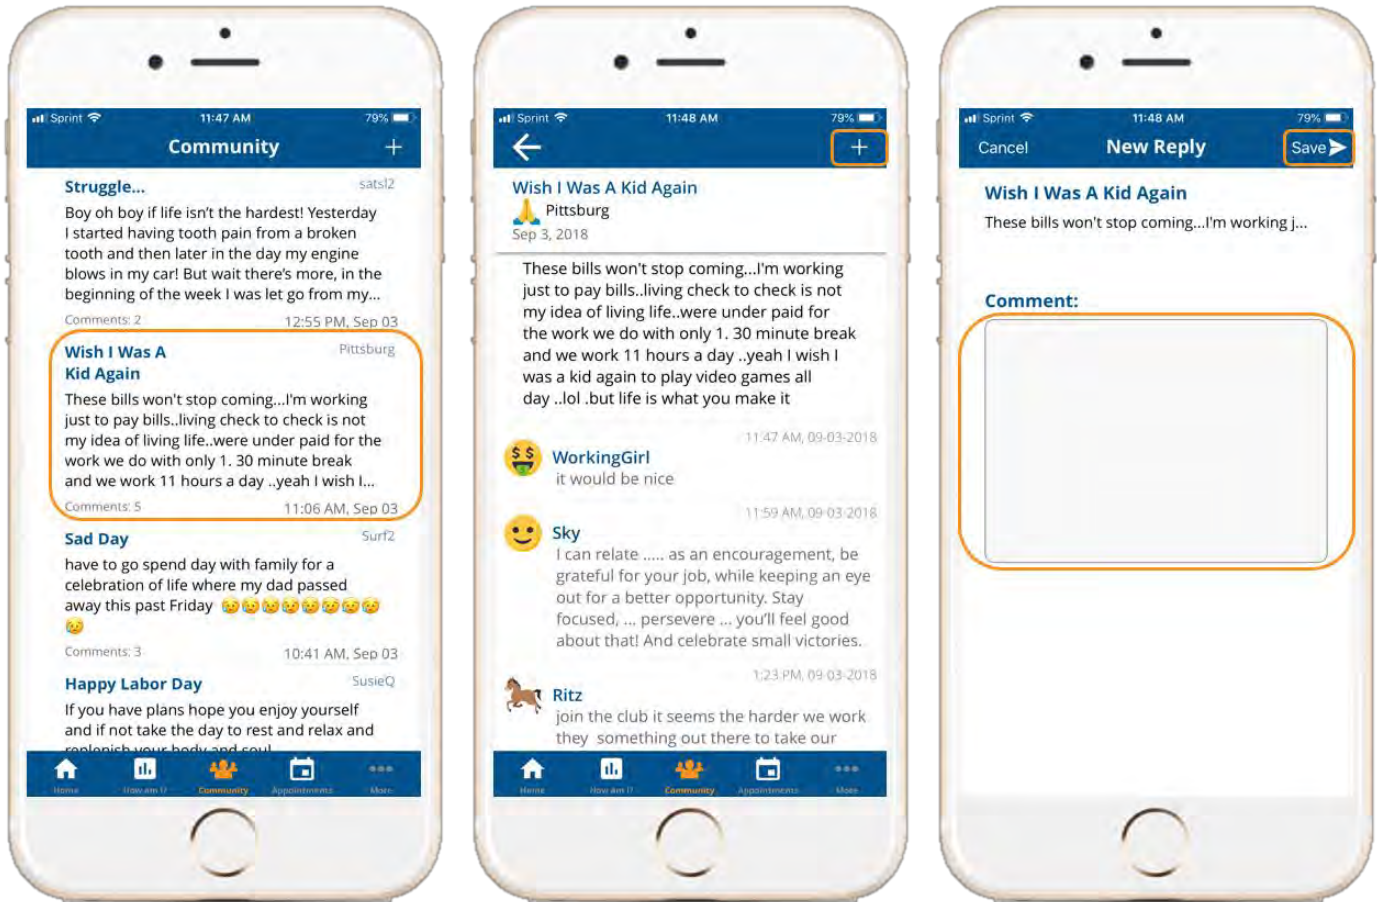 Sprint
11:47 AM
79%
Community
+
Struggle...
satsl2
Boy oh boy if life isn't the hardest! Yesterday
I started having tooth pain from a broken
tooth and then later in the day my engine
blows in my car! But wait there's more, in the
beginning of the week I was let go from my...
Comments: 2
12:55 PM, Sep 03
Wish I Was A
Kid Again
Pittsburg
These bills won't stop coming...I'm working
just to pay bills..living check to check is not
my idea of living life..were under paid for the
work we do with only 1. 30 minute break
and we work 11 hours a day ..yeah I wish I...
Comments: 5
11:06 AM, Sep 03
Sad Day
Surf2
have to go spend day with family for a
celebration of life where my dad passed
away this past Friday 😥😥😥😥😥😥😥😥
😥
Comments: 3
10:41 AM, Sep 03
Happy Labor Day
SusieQ
If you have plans hope you enjoy yourself
and if not take the day to rest and relax and
replenish your body and soul
Home
How am I?
Community
Appointments
More
Sprint
11:48 AM
79%
+
Wish I Was A Kid Again
Pittsburg
Sep 3, 2018
These bills won't stop coming...I'm working
just to pay bills..living check to check is not
my idea of living life..were under paid for
the work we do with only 1. 30 minute break
and we work 11 hours a day ..yeah I wish I
was a kid again to play video games all
day ..lol .but life is what you make it
11:47 AM, 09-03-2018
WorkingGirl
it would be nice
11:59 AM, 09-03-2018
Sky
I can relate ..... as an encouragement, be
grateful for your job, while keeping an eye
out for a better opportunity. Stay
focused, ... persevere ... you'll feel good
about that! And celebrate small victories.
1:23 PM, 09-03-2018
Ritz
join the club it seems the harder we work
they something out there to take our
Home
How am I?
Community
Appointments
More
Sprint
11:48 AM
79%
Cancel
New Reply
Save
Wish I Was A Kid Again
These bills won't stop coming...I'm working j...
Comment: